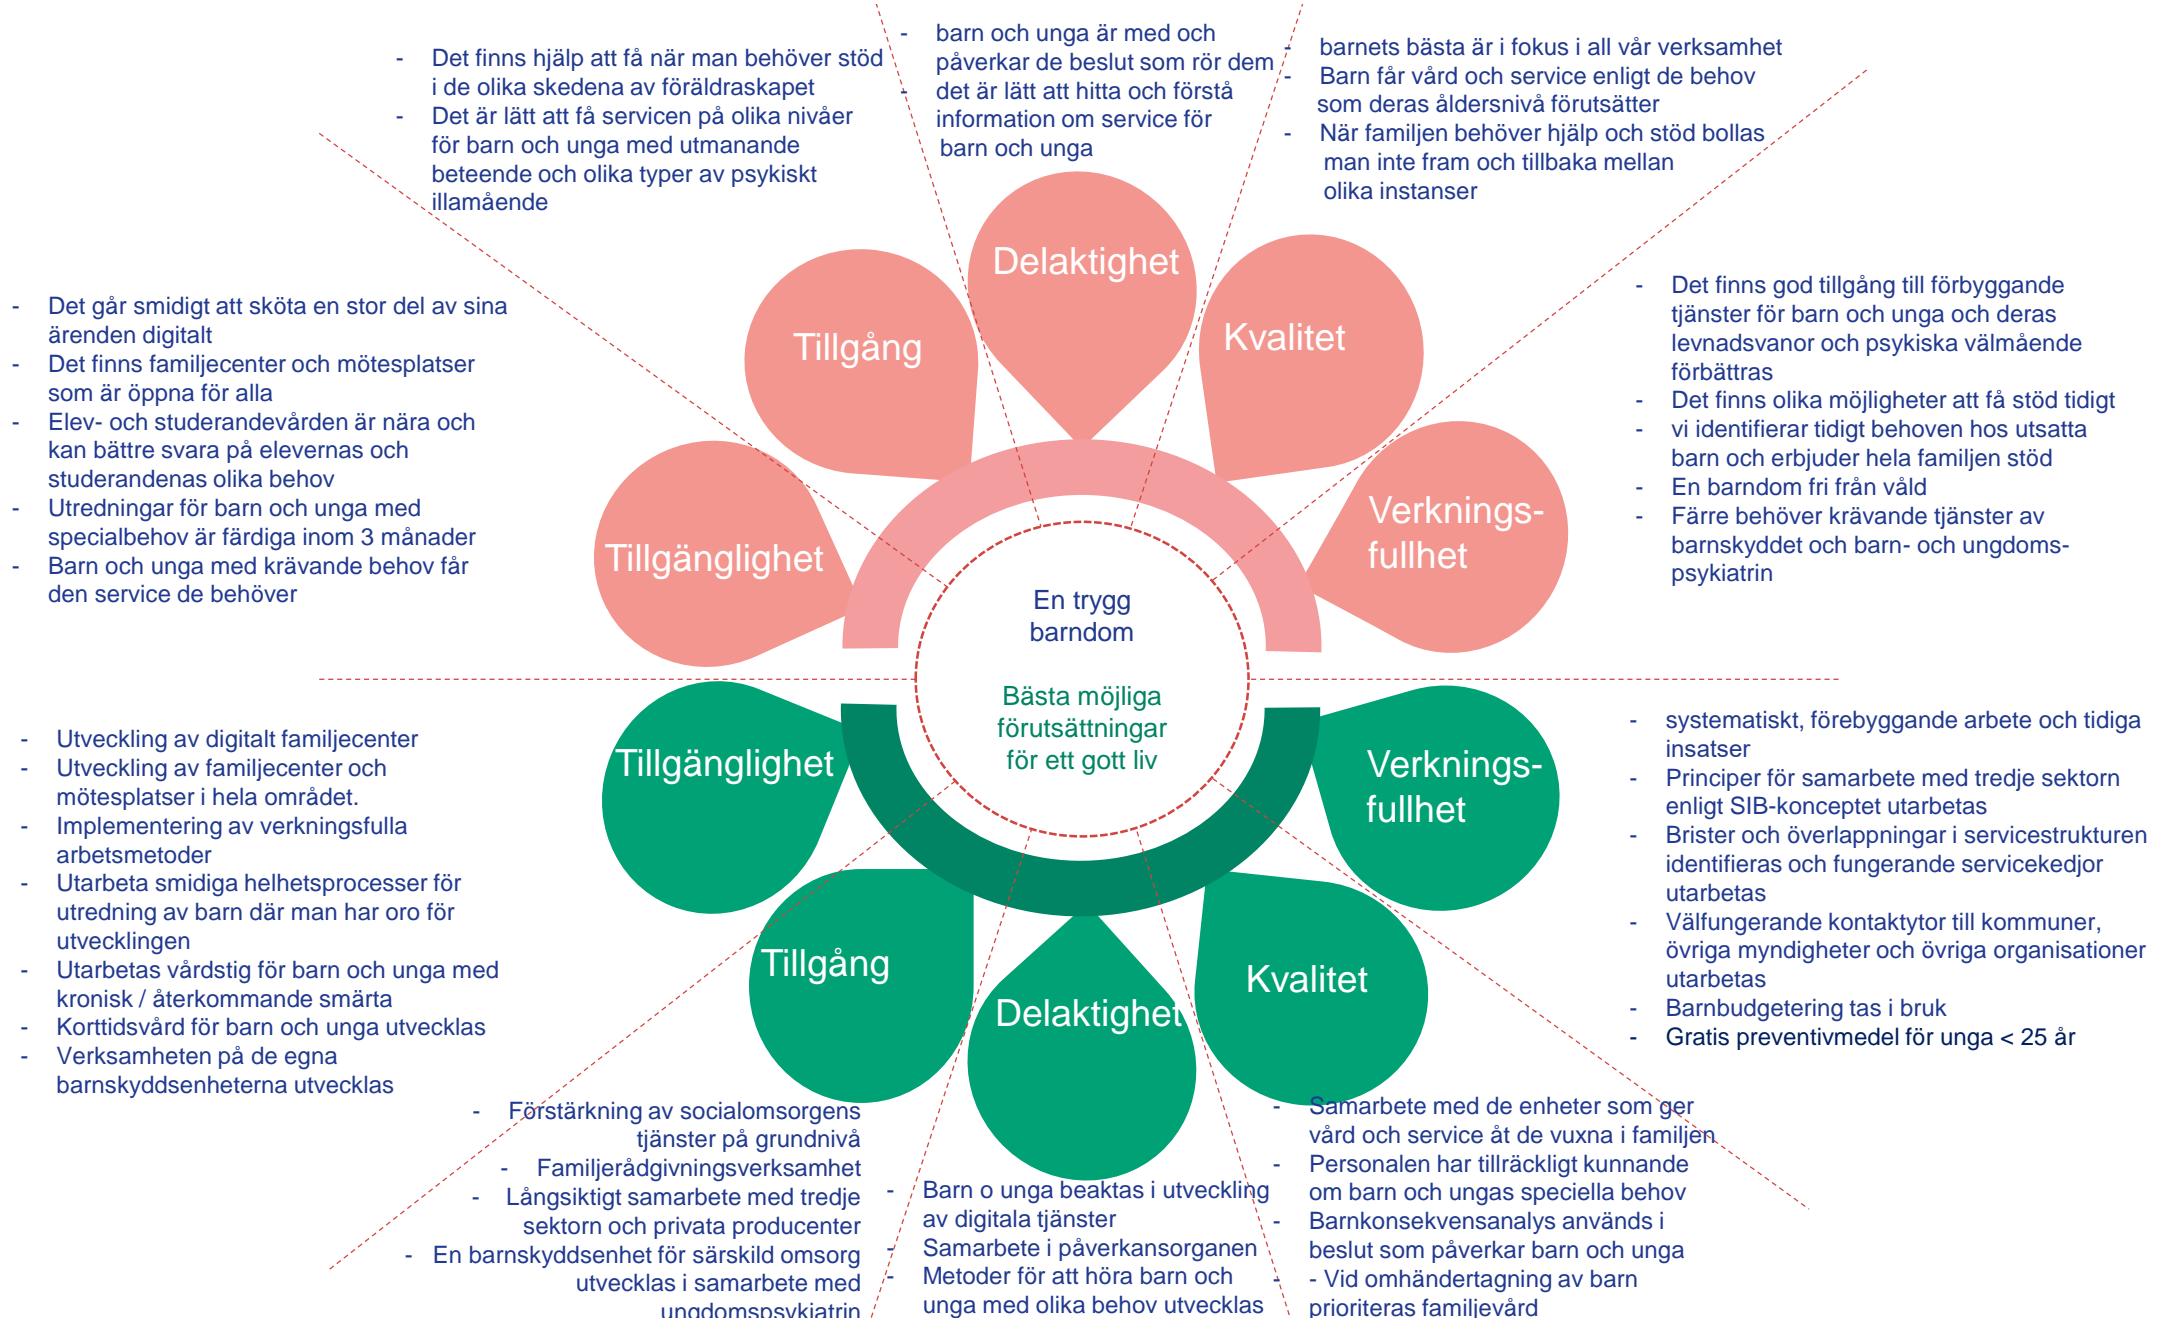 - Det finns hjälp att få när man behöver stöd
i de olika skedena av föräldraskapet
- Det är lätt att få servicen på olika nivåer
för barn och unga med utmanande
beteende och olika typer av psykiskt
illamående
- barn och unga är med och
påverkar de beslut som rör dem
- det är lätt att hitta och förstå
information om service för
barn och unga
- barnets bästa är i fokus i all vår verksamhet
- Barn får vård och service enligt de behov
som deras åldersnivå förutsätter
- När familjen behöver hjälp och stöd bollas
man inte fram och tillbaka mellan
olika instanser
- Det går smidigt att sköta en stor del av sina
ärenden digitalt
- Det finns familjecenter och mötesplatser
som är öppna för alla
- Elev- och studerandevården är nära och
kan bättre svara på elevernas och
studerandenas olika behov
- Utredningar för barn och unga med
specialbehov är färdiga inom 3 månader
- Barn och unga med krävande behov får
den service de behöver
Tillgänglighet
Tillgång
Delaktighet
Kvalitet
Verknings-
fullhet
- Det finns god tillgång till förbyggande
tjänster för barn och unga och deras
levnadsvanor och psykiska välmående
förbättras
- Det finns olika möjligheter att få stöd tidigt
- vi identifierar tidigt behoven hos utsatta
barn och erbjuder hela familjen stöd
- En barndom fri från våld
- Färre behöver krävande tjänster av
barnskyddet och barn- och ungdoms-
psykiatrin
En trygg
barndom
Bästa möjliga
förutsättningar
för ett gott liv
- Utveckling av digitalt familjecenter
- Utveckling av familjecenter och
mötesplatser i hela området.
- Implementering av verkningsfulla
arbetsmetoder
- Utarbeta smidiga helhetsprocesser för
utredning av barn där man har oro för
utvecklingen
- Utarbetas vårdstig för barn och unga med
kronisk / återkommande smärta
- Korttidsvård för barn och unga utvecklas
- Verksamheten på de egna
barnskyddsenheterna utvecklas
Tillgänglighet
Tillgång
Delaktighet
Kvalitet
Verknings-
fullhet
- systematiskt, förebyggande arbete och tidiga
insatser
- Principer för samarbete med tredje sektorn
enligt SIB-konceptet utarbetas
- Brister och överlappningar i servicestrukturen
identifieras och fungerande servicekedjor
utarbetas
- Välfungerande kontaktytor till kommuner,
övriga myndigheter och övriga organisationer
utarbetas
- Barnbudgetering tas i bruk
- Gratis preventivmedel för unga < 25 år
- Förstärkning av socialomsorgens
tjänster på grundnivå
- Familjerådgivningsverksamhet
- Långsiktigt samarbete med tredje
sektorn och privata producenter
- En barnskyddsenhet för särskild omsorg
utvecklas i samarbete med
ungdomspsykiatrin
- Barn o unga beaktas i utveckling
av digitala tjänster
- Samarbete i påverkansorganen
- Metoder för att höra barn och
unga med olika behov utvecklas
- Samarbete med de enheter som ger
vård och service åt de vuxna i familjen
- Personalen har tillräckligt kunnande
om barn och ungas speciella behov
- Barnkonsekvensanalys används i
beslut som påverkar barn och unga
- - Vid omhändertagning av barn
prioriteras familjevård